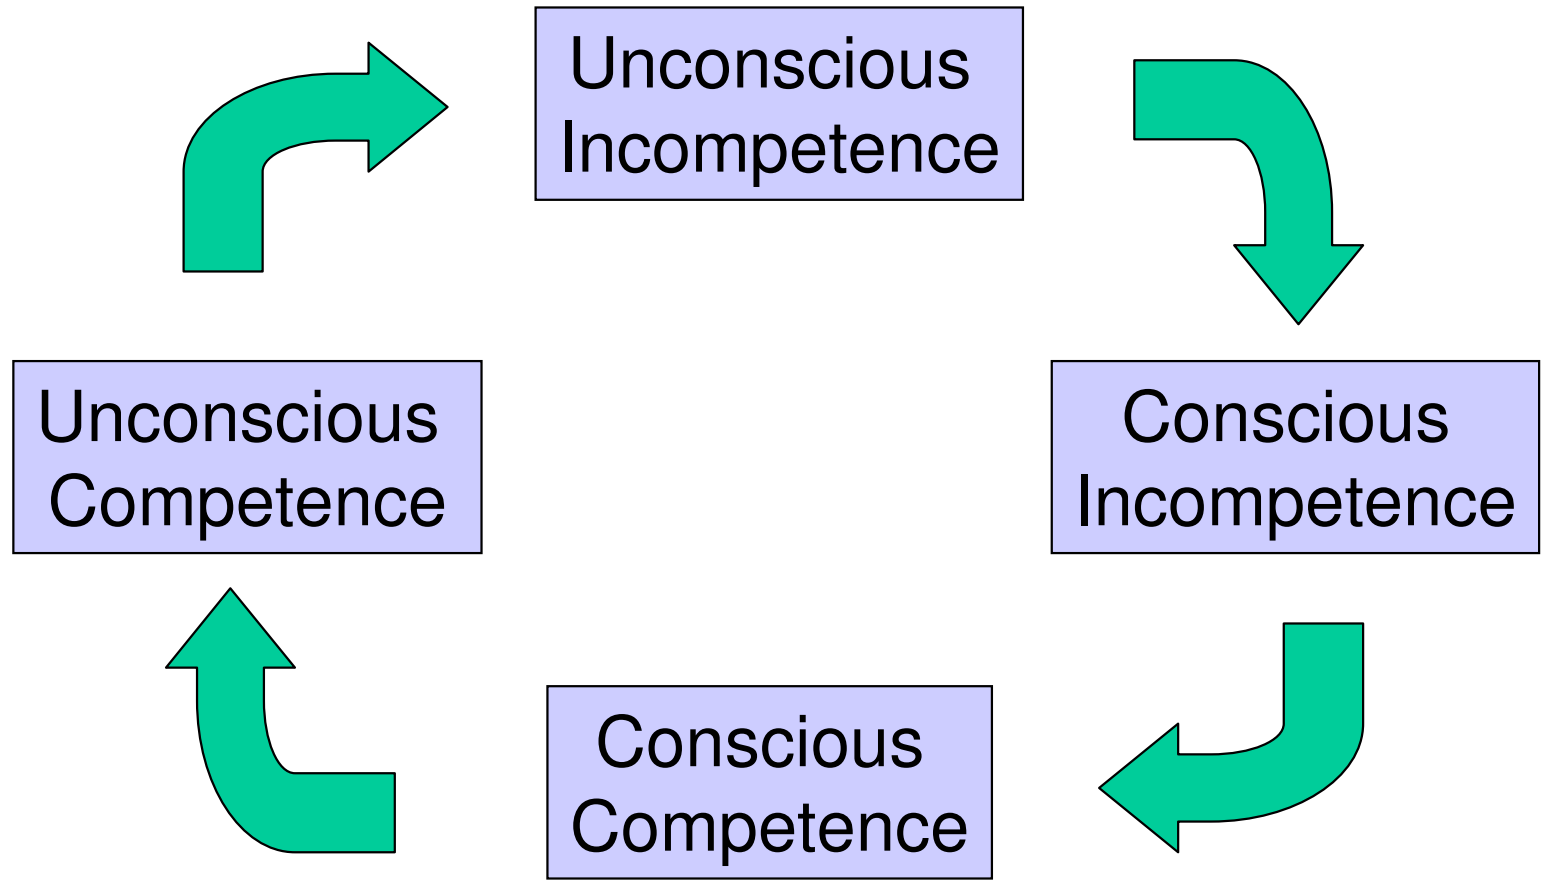 Unconscious
Incompetence
Unconscious
Competence
Conscious
Incompetence
Conscious
Competence